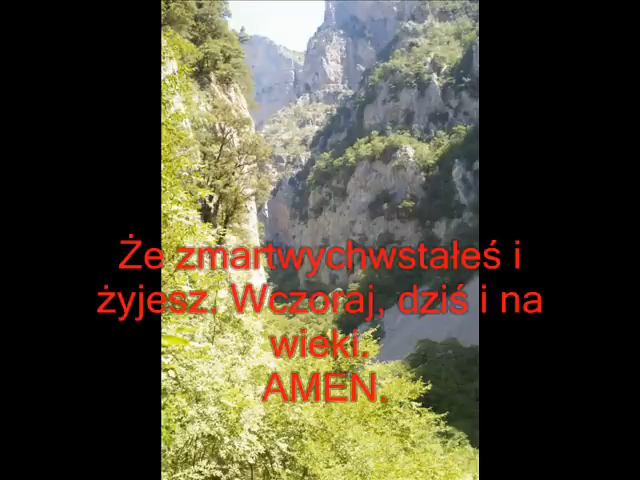 Że zmartwychwstałeś i
żyjesz. Wczoraj, dziś i na
wieki.
AMEN.